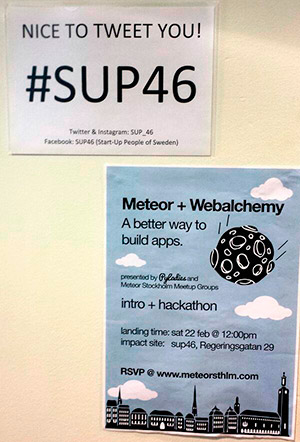 NICE TO TWEET YOU!
#SUP46
Twitter & Instagram: SUP_46
Facebook: SUP46 (Start-Up People of Sweden)
Meteor + Webalchemy
A better way to
build apps.
presented by PyLadies and
Meteor Stockholm Meetup Groups
intro + hackathon
landing time: sat 22 feb @ 12:00pm
impact site: sup46, Regeringsgatan 29
RSVP @ www.meteorsthlm.com